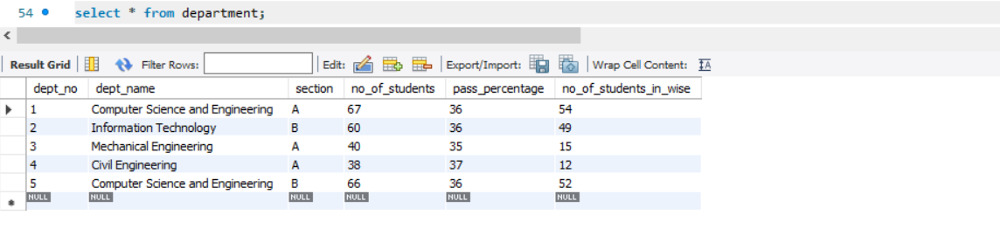 54 select * from department;
Result Grid Filter Rows: Edit: Export/Import: Wrap Cell Content: IA
dept_no dept_name section no_of_students pass_percentage no_of_students_in_wise
1 Computer Science and Engineering A 67 36 54
2 Information Technology B 60 36 49
3 Mechanical Engineering A 40 35 15
4 Civil Engineering A 38 37 12
5 Computer Science and Engineering B 66 36 52
NULL NULL NULL NULL NULL NULL